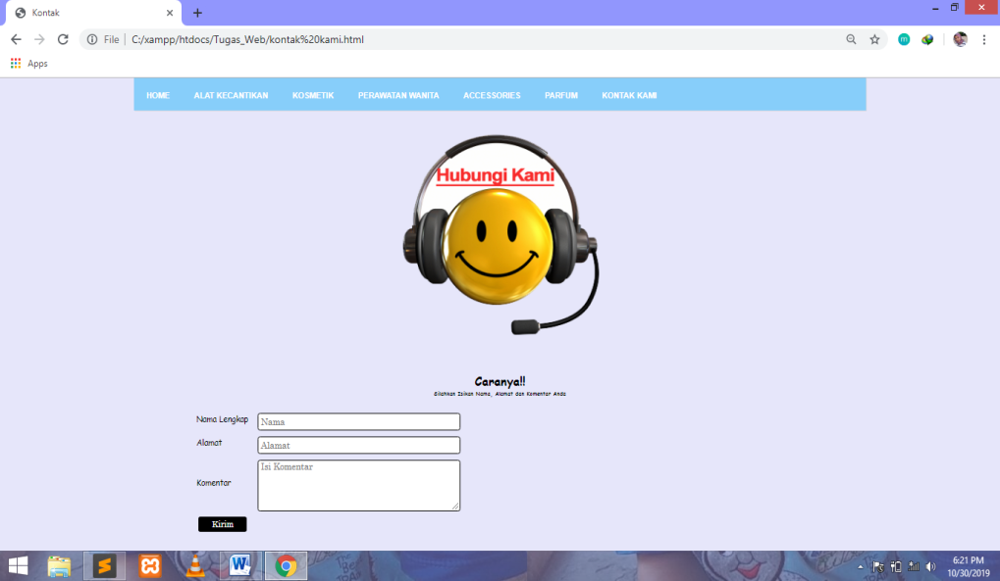 Kontak
File
C:/xampp/htdocs/Tugas_Web/kontak%20kami.html
m
Apps
HOME ALAT KECANTIKAN KOSMETIK PERAWATAN WANITA ACCESSORIES PARFUM KONTAK KAMI
Hubungi Kami
Caranya!!
Silahkan Isikan Nama, Alamat dan Komentar Anda
Nama Lengkap Nama
Alamat Alamat
Komentar Isi Komentar
Kirim
6:21 PM
10/30/2019